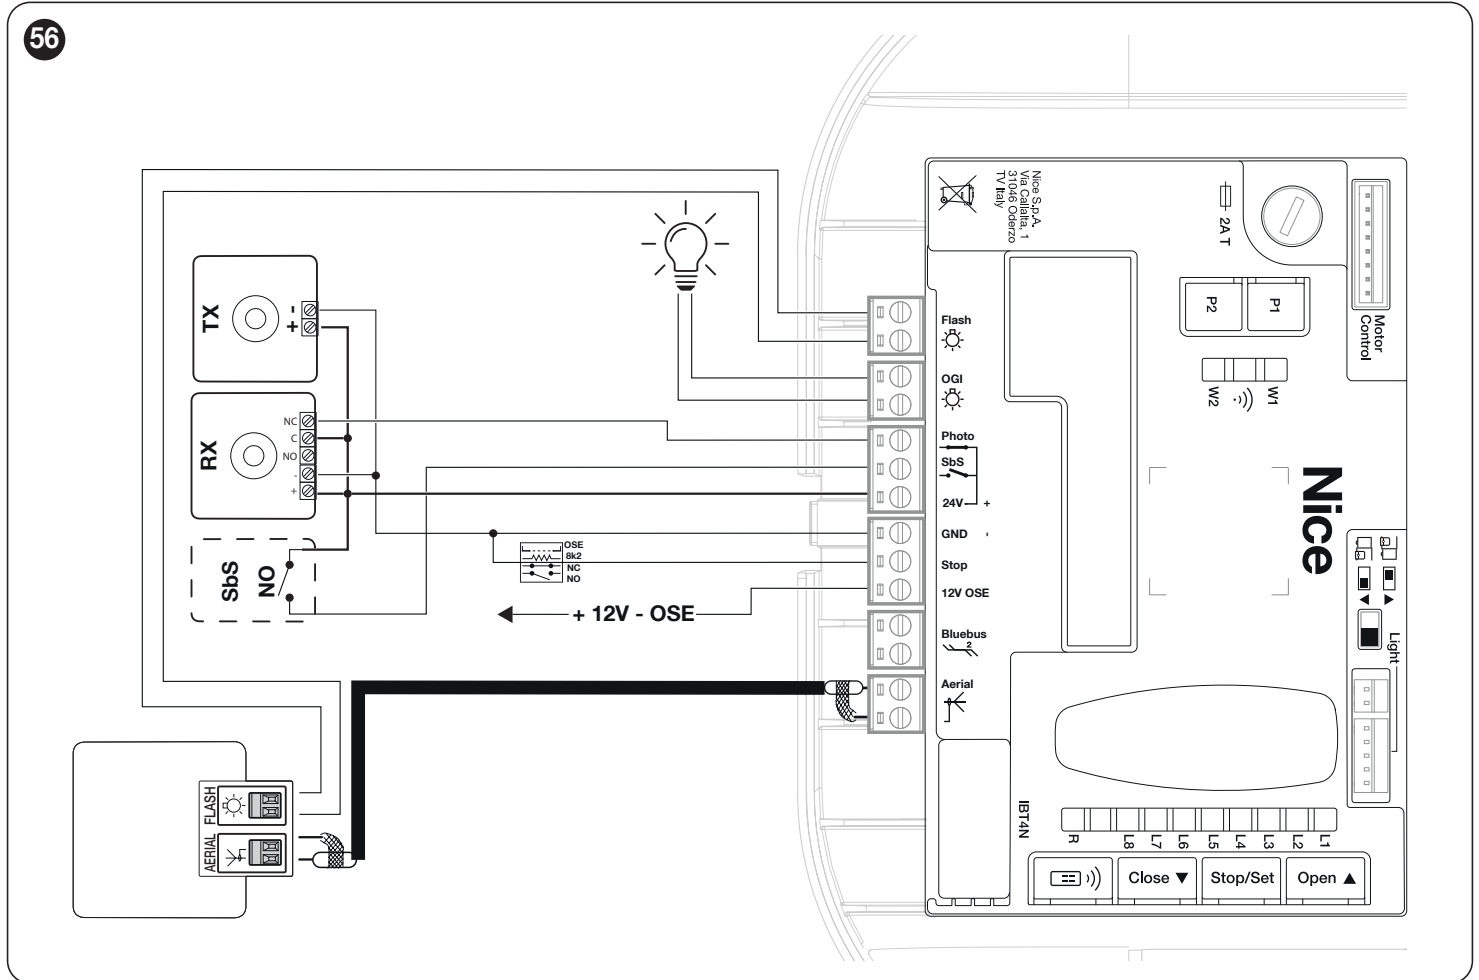 56
Nice S.p.A.
Via Callalta, 1
31046 Oderzo
TV Italy
2A T
Motor
Control
P2
P1
W2
W1
TX
-
+
RX
NC
C
NO
-
+
SbS
NO
Flash
OGI
Photo
SbS
24V
+
GND
-
Stop
12V OSE
Bluebus
2
Aerial
OSE
8k2
NC
NO
+ 12V - OSE
Nice
Light
FLASH
AERIAL
IBT4N
R
L8
L7
L6
L5
L4
L3
L2
L1
Close ▼
Stop/Set
Open ▲